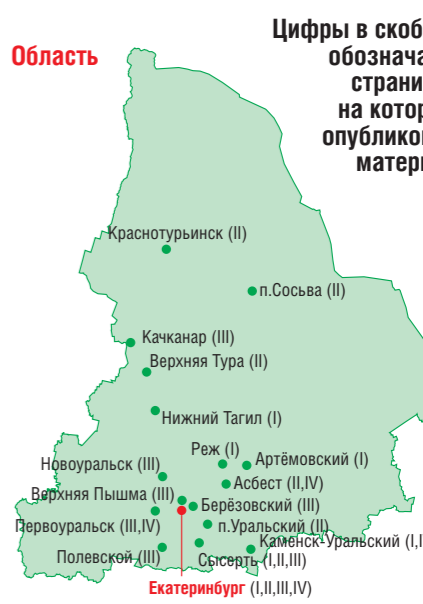 Область
Цифры в скоб
обознача
страни
на котор
опублико
матери
Краснотурьинск (II)
п.Сосьва (II)
Качканар (III)
Верхняя Тура (II)
Нижний Тагил (I)
Реж (I)
Новоуральск (III)
Артёмовский (I)
Асбест (II,IV)
Верхняя Пышма (III)
Берёзовский (III)
Первоуральск (III,IV)
п.Уральский (II)
Каменск-Уральский (I,I
Полевской (III)
Сысерть (I,II,III)
Екатеринбург (I,II,III,IV)